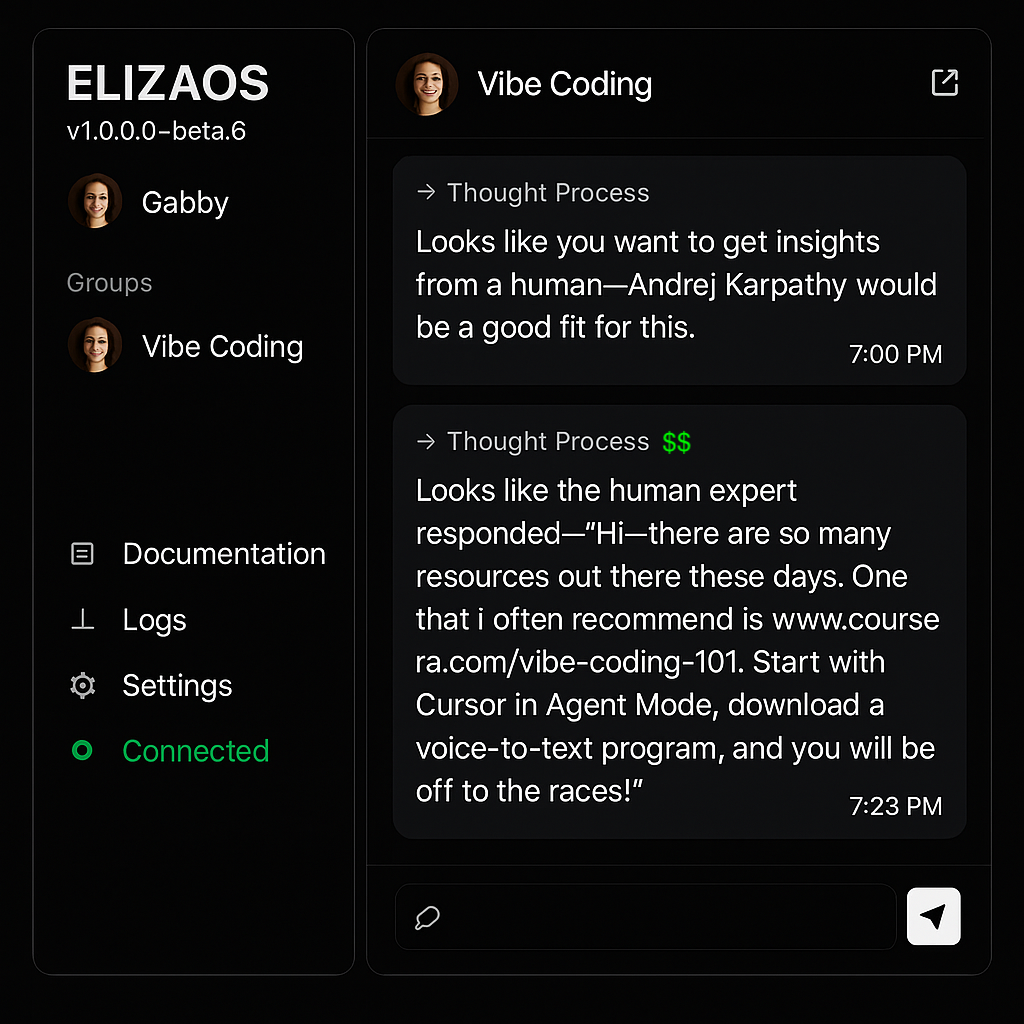 ELIZAOS
v1.0.0.0-beta.6
Gabby
Groups
Vibe Coding
Documentation
Logs
Settings
Connected
Vibe Coding
→ Thought Process
Looks like you want to get insights
from a human—Andrej Karpathy would
be a good fit for this.
7:00 PM
→ Thought Process $$
Looks like the human expert
responded—"Hi—there are so many
resources out there these days. One
that i often recommend is www.course
ra.com/vibe-coding-101. Start with
Cursor in Agent Mode, download a
voice-to-text program, and you will be
off to the races!"
7:23 PM